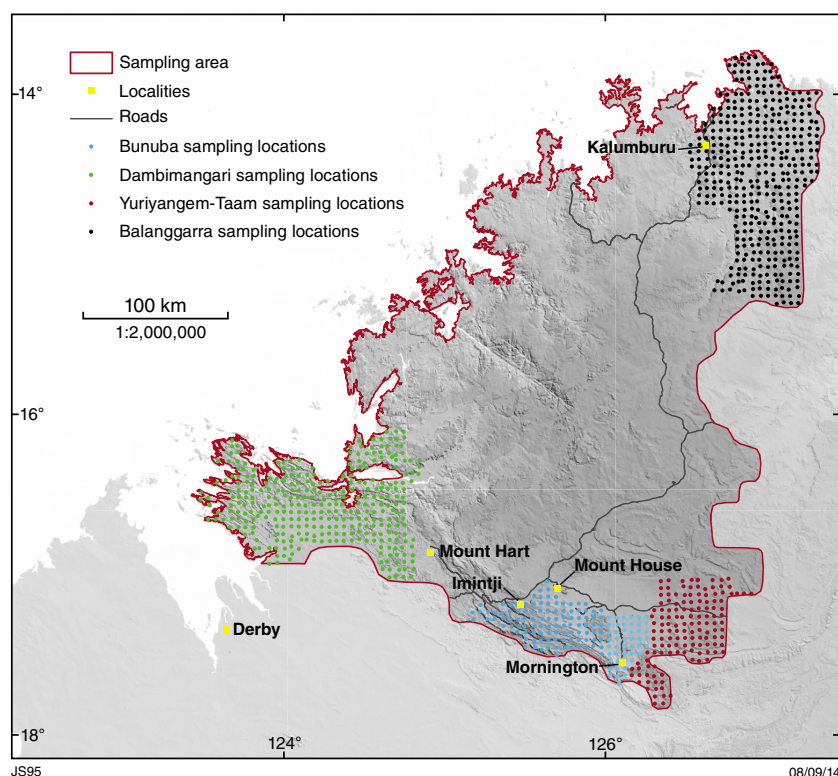 Sampling area
Localities
Roads
Bunuba sampling locations
Dambimangari sampling locations
Yuriyangem-Taam sampling locations
Balanggarra sampling locations
100 km
1:2,000,000
14°
Kalumburu
16°
Mount Hart
Mount House
Imintji
Derby
Mornington
18°
124°
126°
JS95
08/09/14